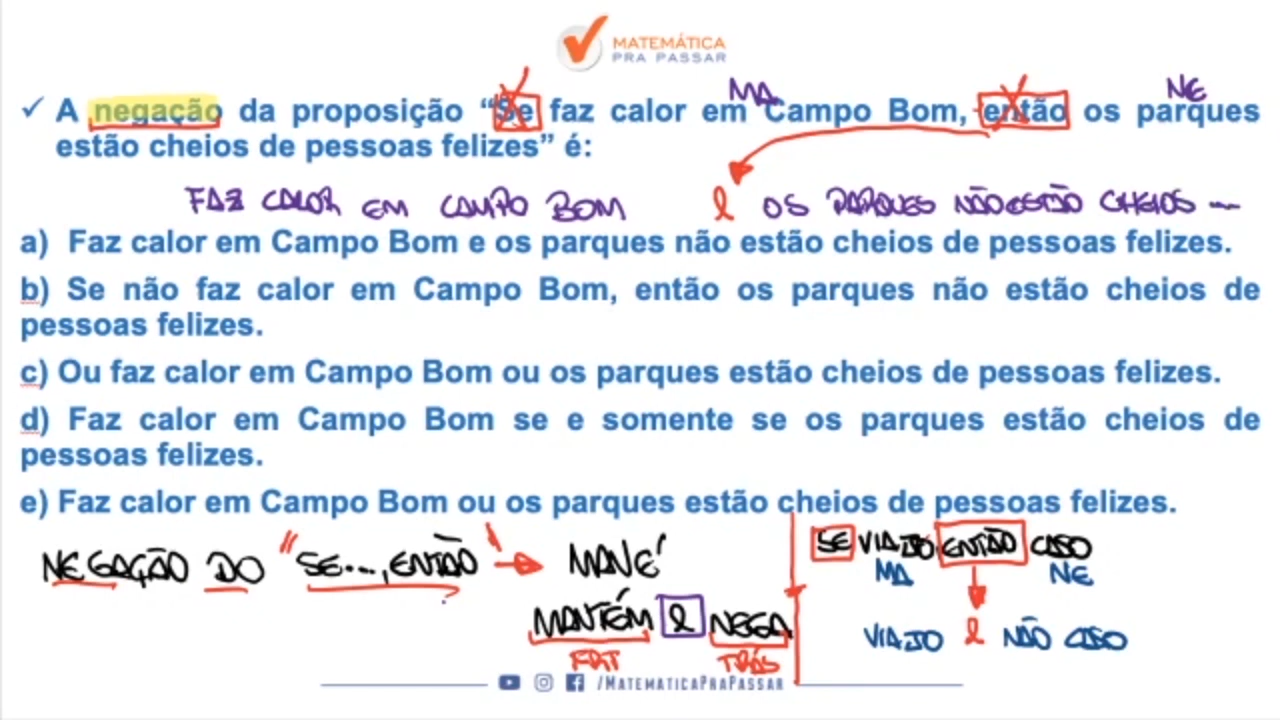 MATEMÁTICA
PRA PASSAR
MA NE
✓ A negação da proposição “Se faz calor em Campo Bom, então os parques
estão cheios de pessoas felizes” é:
FAZ CALOR EM CAMPO BOM e OS PARQUES NÃO ESTÃO CHEIOS ...
a) Faz calor em Campo Bom e os parques não estão cheios de pessoas felizes.
b) Se não faz calor em Campo Bom, então os parques não estão cheios de
pessoas felizes.
c) Ou faz calor em Campo Bom ou os parques estão cheios de pessoas felizes.
d) Faz calor em Campo Bom se e somente se os parques estão cheios de
pessoas felizes.
e) Faz calor em Campo Bom ou os parques estão cheios de pessoas felizes.
NEGAÇÃO DO "SE..., ENTÃO" → MANÉ
MANTÉM e NEGA
FRT TRÁS
SE VIAJO ENTÃO CASO
MA NE
VIAJO e NÃO CASO
/MATEMATICAPRAPASSAR